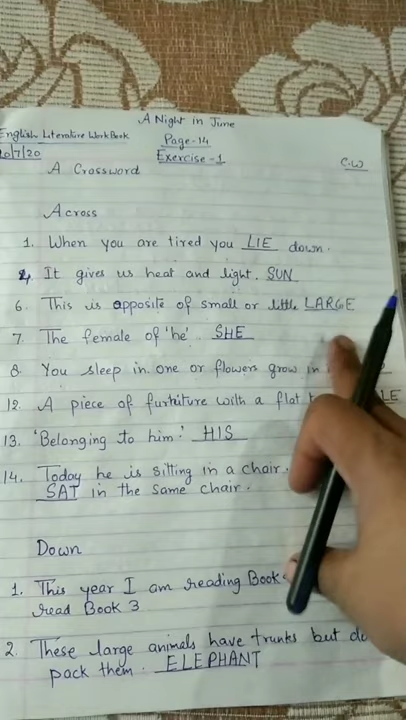 A Night in June
English Literature Work Book
Page-14
20/7/20
Exercise-1
C.W
A Crossword
Across
1. When you are tired you LIE down.
4. It gives us heat and light. SUN
6. This is opposite of small or little LARGE
7. The female of 'he'. SHE
8. You sleep in one or flowers grow in
12. A piece of furniture with a flat LE
13. 'Belonging to him.' HIS
14. Today he is sitting in a chair.
SAT in the same chair.
Down
1. This year I am reading Book
read Book 3
2. These large animals have trunks but do
pack them. ELEPHANT